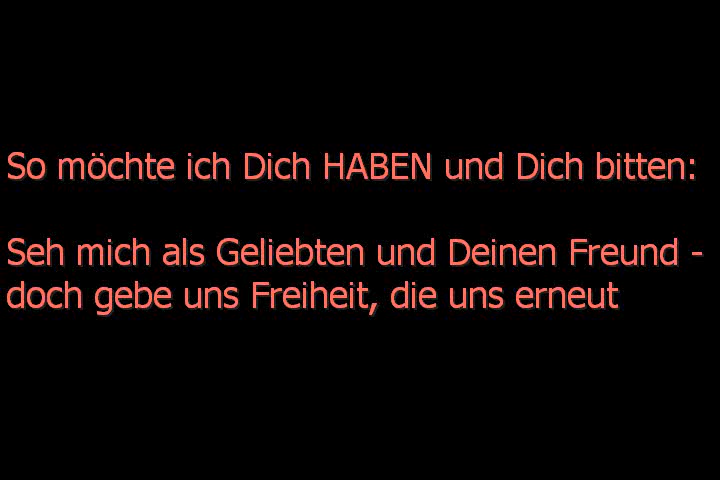 So möchte ich Dich HABEN und Dich bitten:
Seh mich als Geliebten und Deinen Freund -
doch gebe uns Freiheit, die uns erneut